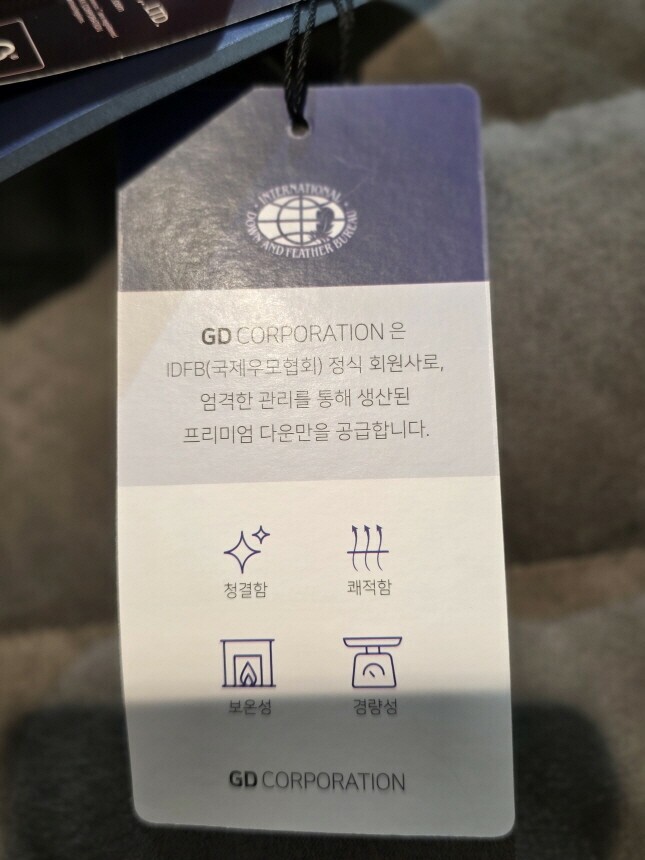 LTD.
INTERNATIONAL
DOWN AND FEATHER BUREAU
GD CORPORATION 은
IDFB(국제우모협회) 정식 회원사로,
엄격한 관리를 통해 생산된
프리미엄 다운만을 공급합니다.
청결함 쾌적함
보온성 경량성
GD CORPORATION